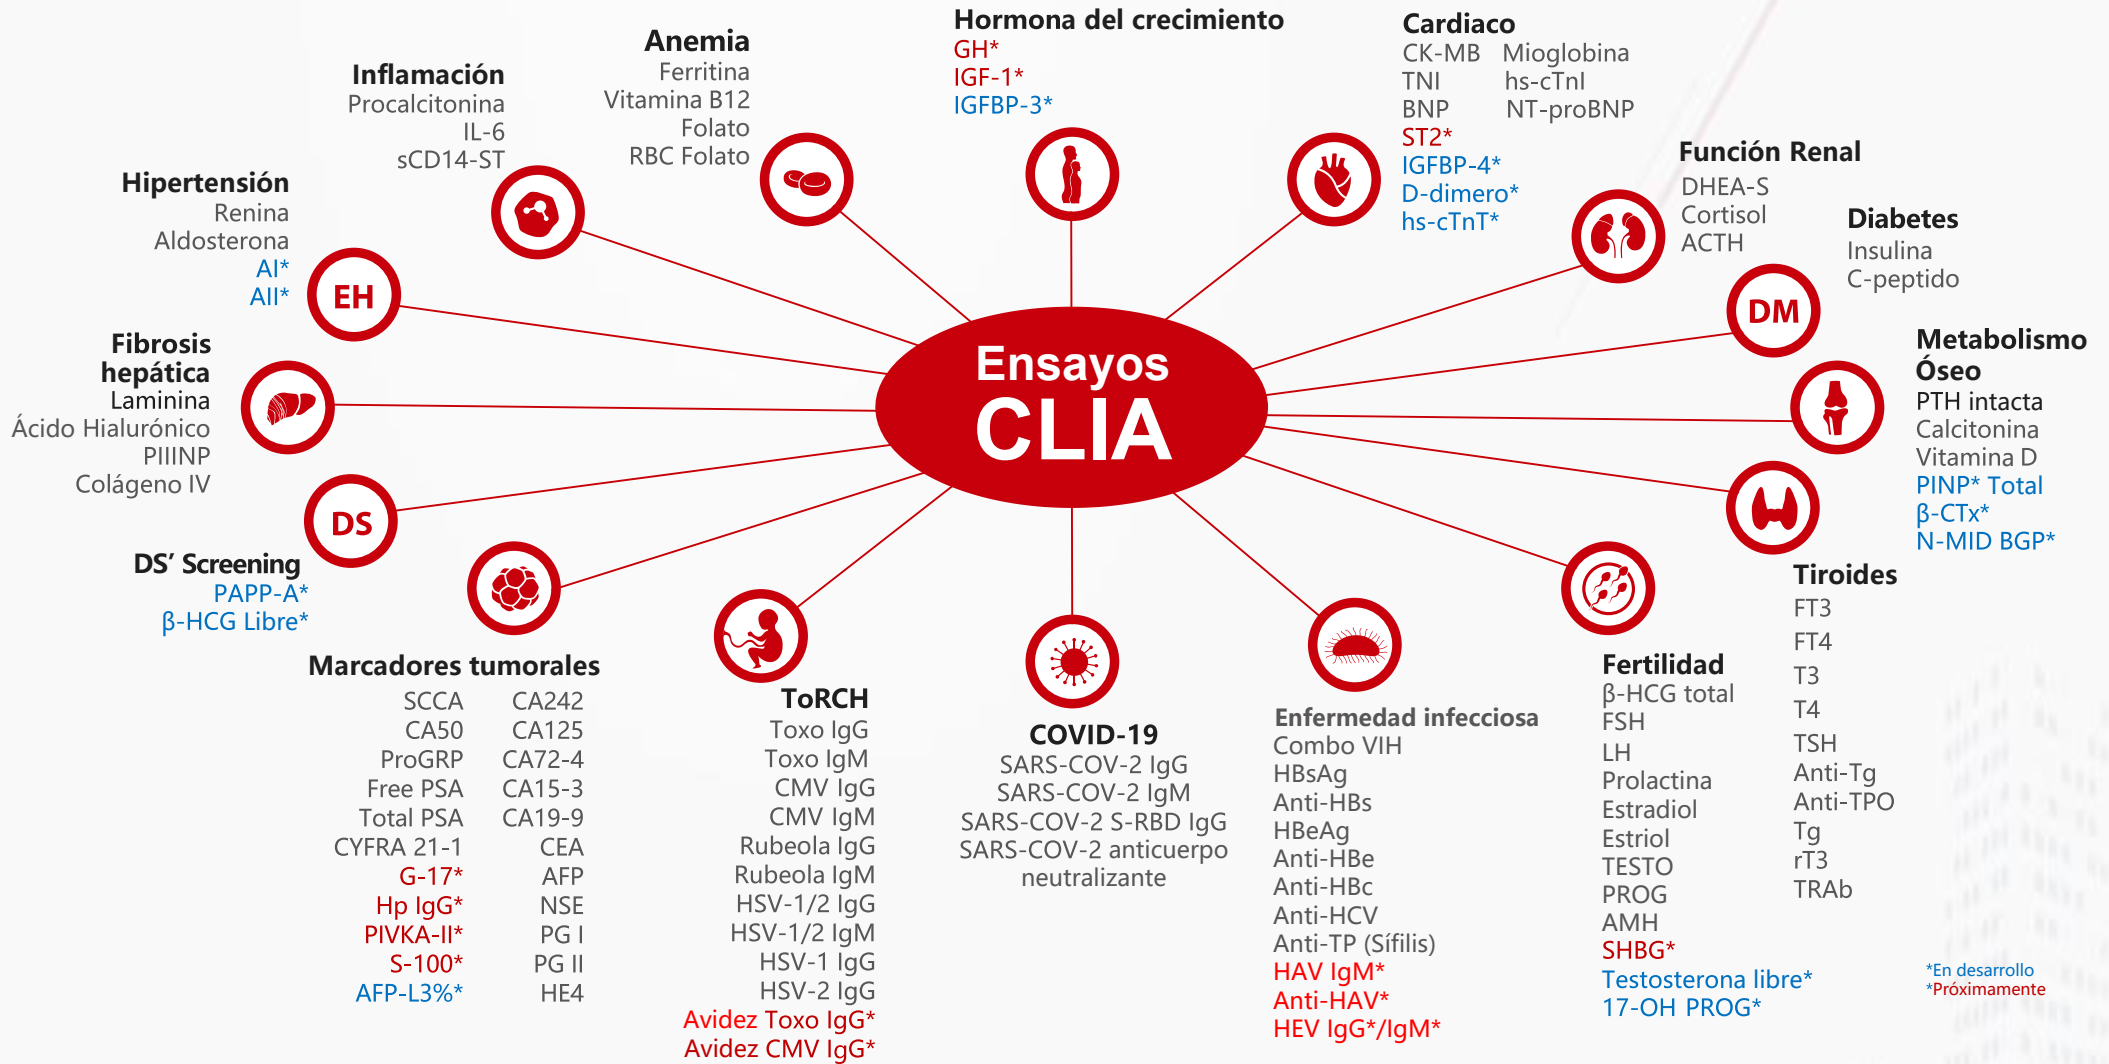 Hormona del crecimiento
GH*
IGF-1*
IGFBP-3*
Cardiaco
CK-MB Mioglobina
TNI hs-cTnI
BNP NT-proBNP
ST2*
IGFBP-4*
D-dimero*
hs-cTnT*
Anemia
Ferritina
Vitamina B12
Folato
RBC Folato
Inflamación
Procalcitonina
IL-6
sCD14-ST
Función Renal
DHEA-S
Cortisol
ACTH
Hipertensión
Renina
Aldosterona
AI*
AII*
EH
Diabetes
Insulina
C-peptido
DM
Fibrosis
hepática
Laminina
Ácido Hialurónico
PIIINP
Colágeno IV
Ensayos
CLIA
Metabolismo
Óseo
PTH intacta
Calcitonina
Vitamina D
PINP* Total
β-CTx*
N-MID BGP*
DS
DS’ Screening
PAPP-A*
β-HCG Libre*
Tiroides
FT3
FT4
T3
T4
TSH
Anti-Tg
Anti-TPO
Tg
rT3
TRAb
Marcadores tumorales
SCCA CA242
CA50 CA125
ProGRP CA72-4
Free PSA CA15-3
Total PSA CA19-9
CYFRA 21-1 CEA
G-17* AFP
Hp IgG* NSE
PIVKA-II* PG I
S-100* PG II
AFP-L3%* HE4
ToRCH
Toxo IgG
Toxo IgM
CMV IgG
CMV IgM
Rubeola IgG
Rubeola IgM
HSV-1/2 IgG
HSV-1/2 IgM
HSV-1 IgG
HSV-2 IgG
Avidez Toxo IgG*
Avidez CMV IgG*
COVID-19
SARS-COV-2 IgG
SARS-COV-2 IgM
SARS-COV-2 S-RBD IgG
SARS-COV-2 anticuerpo
neutralizante
Enfermedad infecciosa
Combo VIH
HBsAg
Anti-HBs
HBeAg
Anti-HBe
Anti-HBc
Anti-HCV
Anti-TP (Sífilis)
HAV IgM*
Anti-HAV*
HEV IgG*/IgM*
Fertilidad
β-HCG total
FSH
LH
Prolactina
Estradiol
Estriol
TESTO
PROG
AMH
SHBG*
Testosterona libre*
17-OH PROG*
*En desarrollo
*Próximamente